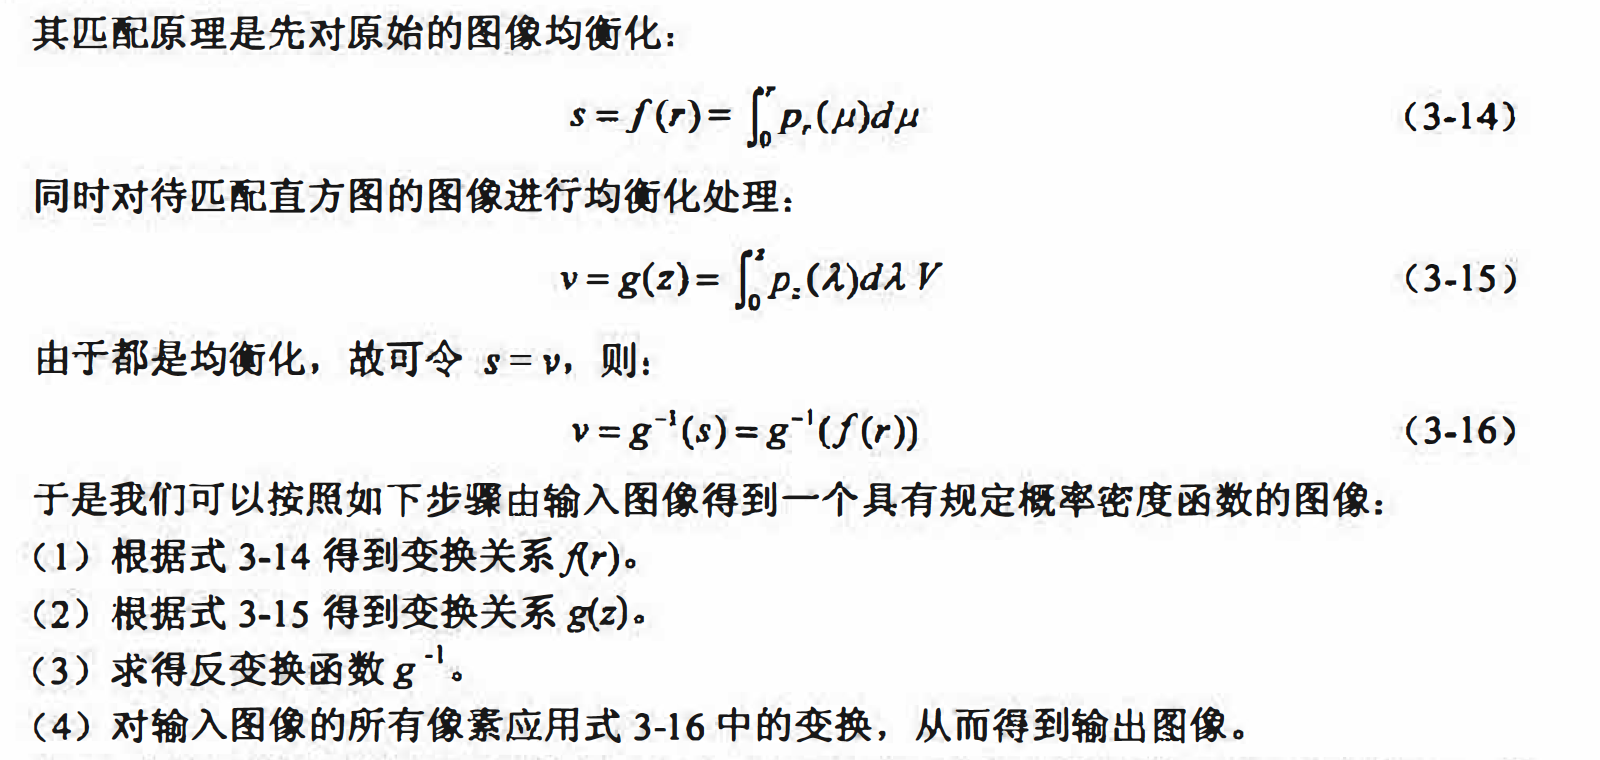 其匹配原理是先对原始的图像均衡化：
s = f(r) = ∫₀ʳ pᵣ(μ)dμ （3-14）
同时对待匹配直方图的图像进行均衡化处理：
v = g(z) = ∫₀ᶻ p_z(λ)dλ V （3-15）
由于都是均衡化，故可令 s = v，则：
v = g⁻¹(s) = g⁻¹(f(r)) （3-16）
于是我们可以按照如下步骤由输入图像得到一个具有规定概率密度函数的图像：
（1）根据式 3-14 得到变换关系 f(r)。
（2）根据式 3-15 得到变换关系 g(z)。
（3）求得反变换函数 g⁻¹。
（4）对输入图像的所有像素应用式 3-16 中的变换，从而得到输出图像。